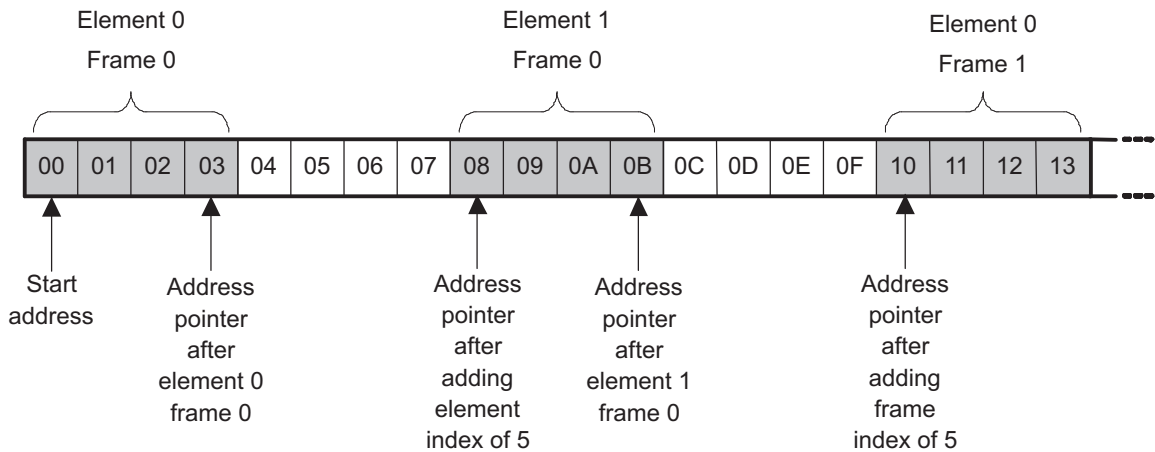 Element 0
Frame 0
Element 1
Frame 0
Element 0
Frame 1
00 01 02 03 04 05 06 07 08 09 0A 0B 0C 0D 0E 0F 10 11 12 13
Start
address
Address
pointer
after
element 0
frame 0
Address
pointer
after
adding
element
index of 5
Address
pointer
after
element 1
frame 0
Address
pointer
after
adding
frame
index of 5